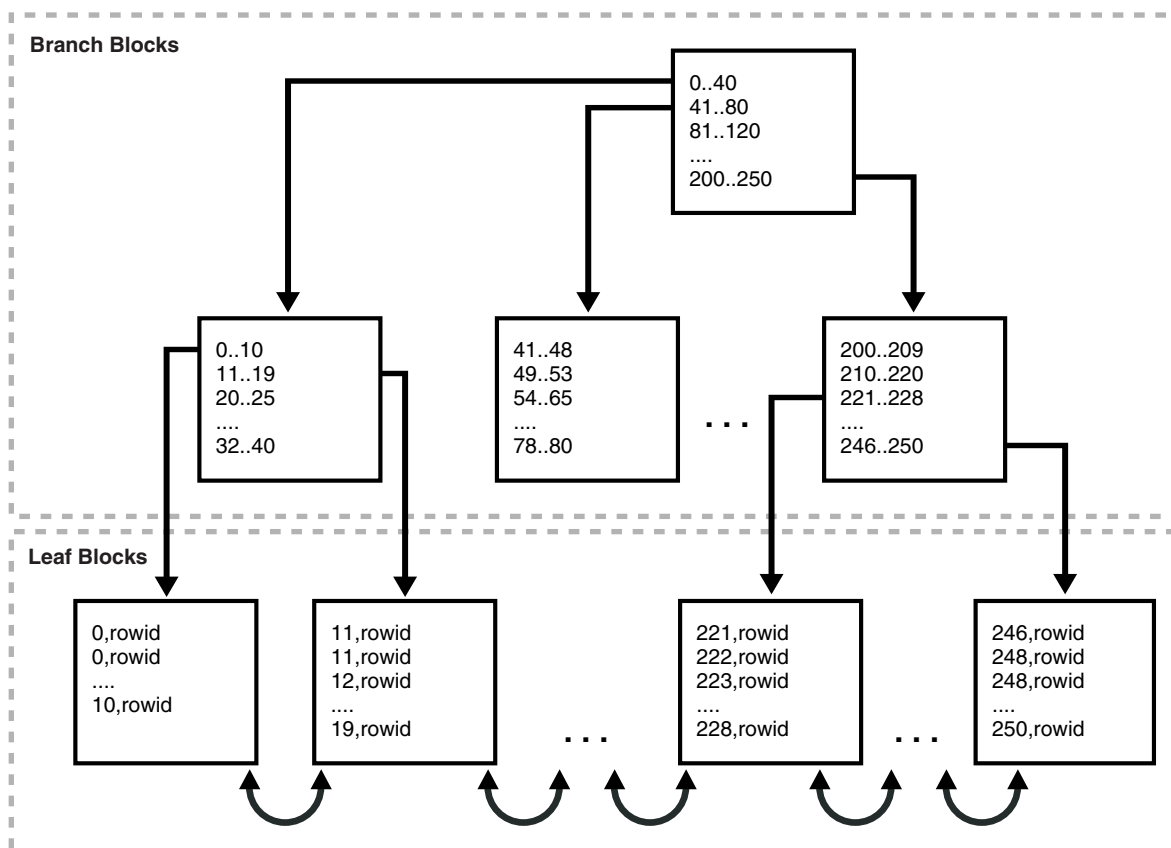 Branch Blocks
0..40
41..80
81..120
....
200..250
0..10
11..19
20..25
....
32..40
41..48
49..53
54..65
....
78..80
...
200..209
210..220
221..228
....
246..250
Leaf Blocks
0,rowid
0,rowid
....
10,rowid
11,rowid
11,rowid
12,rowid
....
19,rowid
...
221,rowid
222,rowid
223,rowid
....
228,rowid
...
246,rowid
248,rowid
248,rowid
....
250,rowid